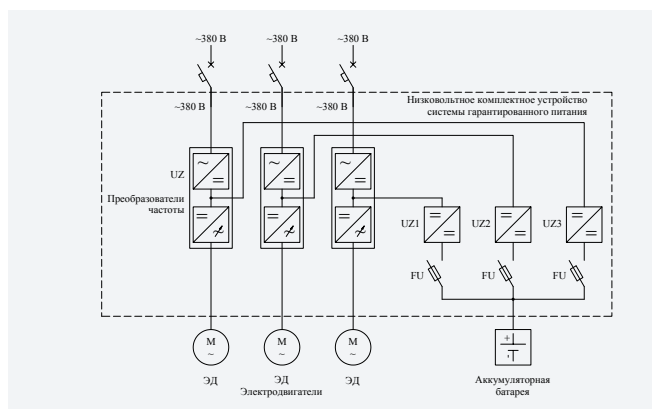 ~380 В ~380 В ~380 В
~380 В ~380 В ~380 В
Низковольтное комплектное устройство
системы гарантированного питания
UZ
Преобразователи
частоты
UZ1 UZ2 UZ3
FU FU FU
М
~
М
~
М
~
ЭД ЭД ЭД
Электродвигатели
Аккумуляторная
батарея